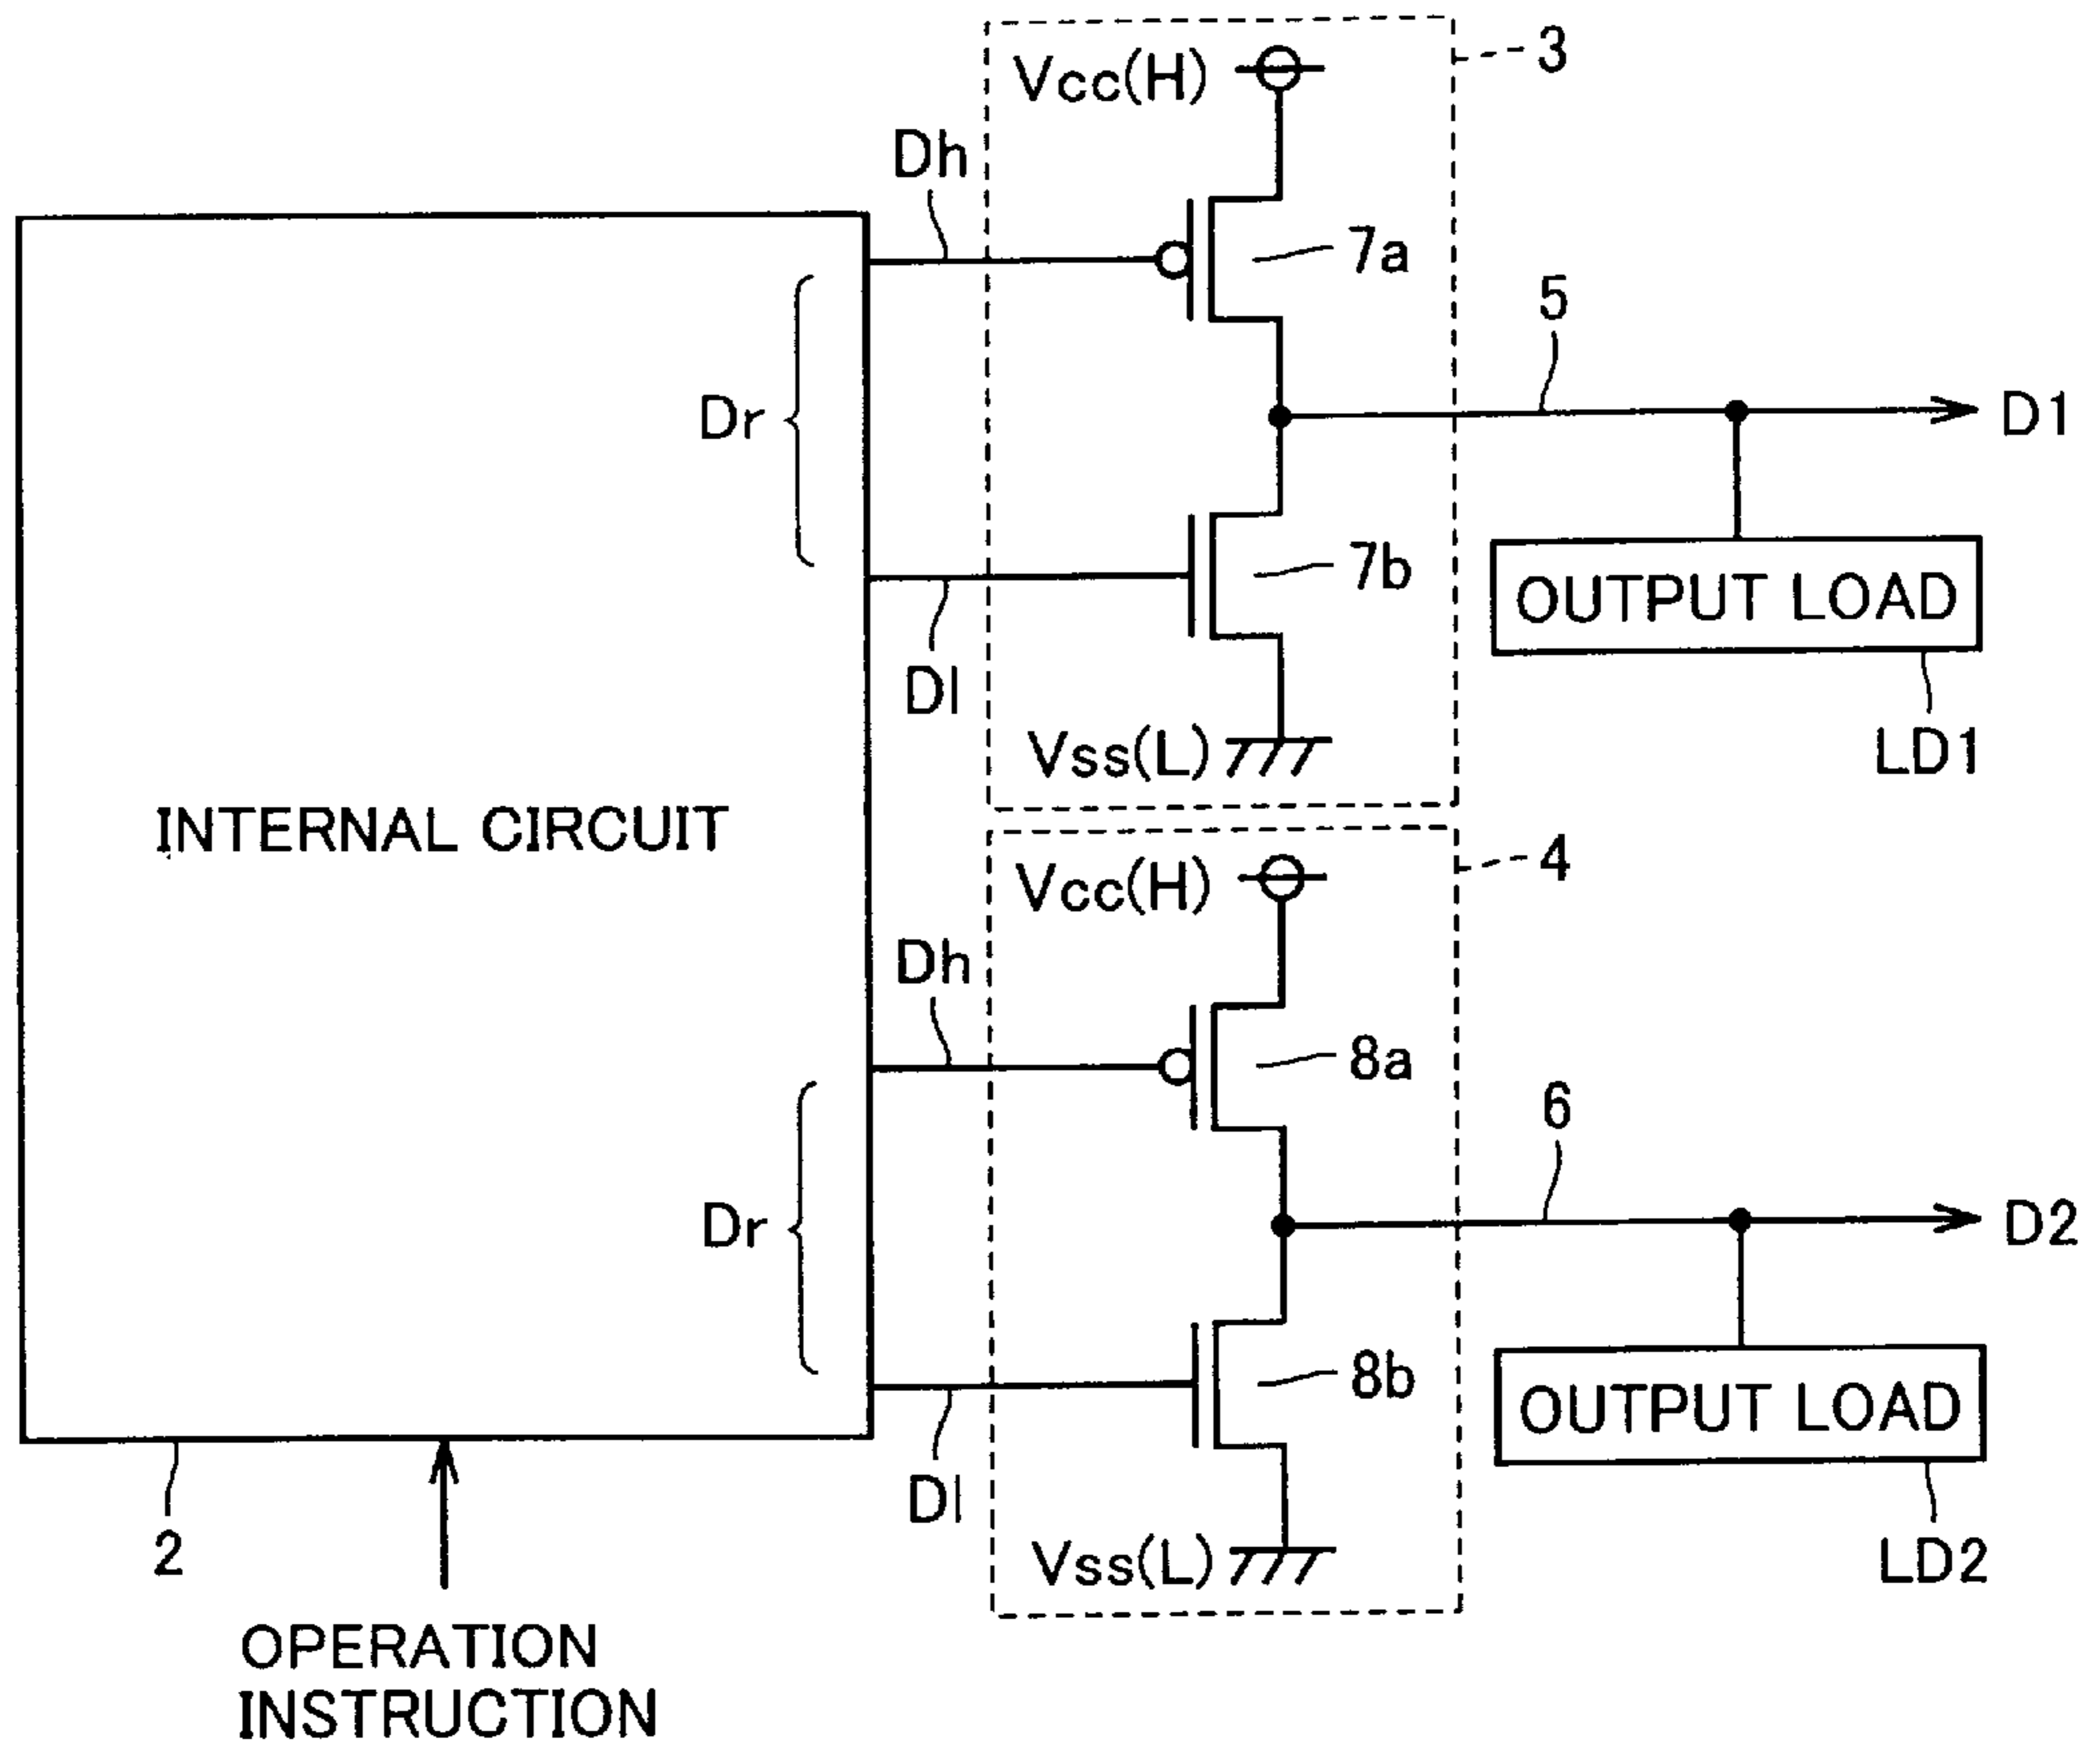 3
Vcc(H)
Dh
7a
5
D1
Dr
7b
OUTPUT LOAD
Dl
LD1
Vss(L)
INTERNAL CIRCUIT
4
Vcc(H)
Dh
8a
6
D2
Dr
8b
OUTPUT LOAD
Dl
2
LD2
Vss(L)
OPERATION
INSTRUCTION